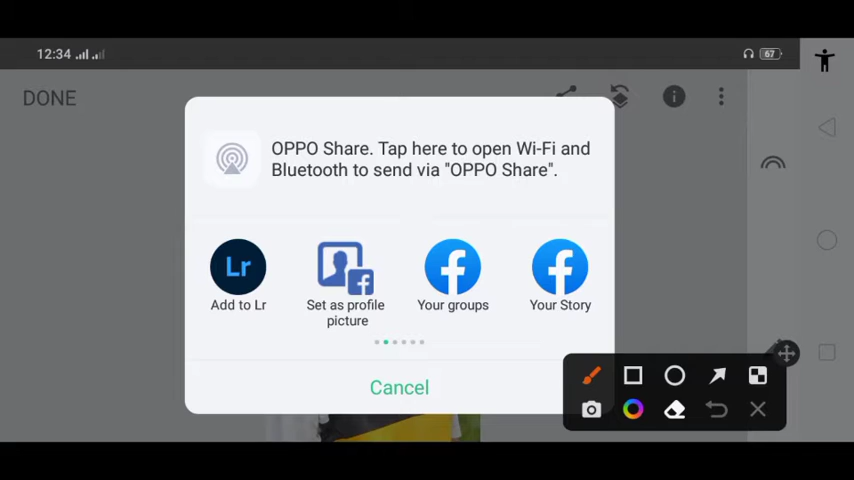 12:34
67
DONE
OPPO Share. Tap here to open Wi-Fi and
Bluetooth to send via "OPPO Share".
Lr
Add to Lr
Set as profile
picture
Your groups
Your Story
Cancel